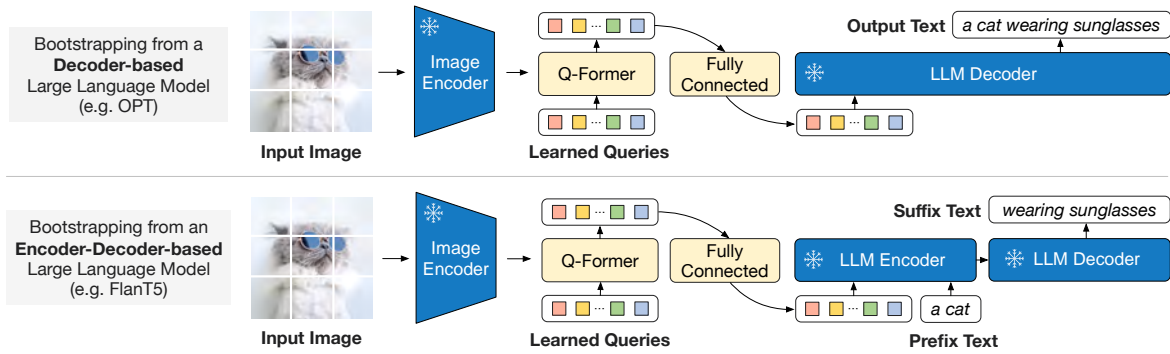 Bootstrapping from a
Decoder-based
Large Language Model
(e.g. OPT)
Input Image
Image
Encoder
Q-Former
Learned Queries
Fully
Connected
Output Text
a cat wearing sunglasses
LLM Decoder
Bootstrapping from an
Encoder-Decoder-based
Large Language Model
(e.g. FlanT5)
Input Image
Image
Encoder
Q-Former
Learned Queries
Fully
Connected
Suffix Text
wearing sunglasses
LLM Encoder
LLM Decoder
a cat
Prefix Text